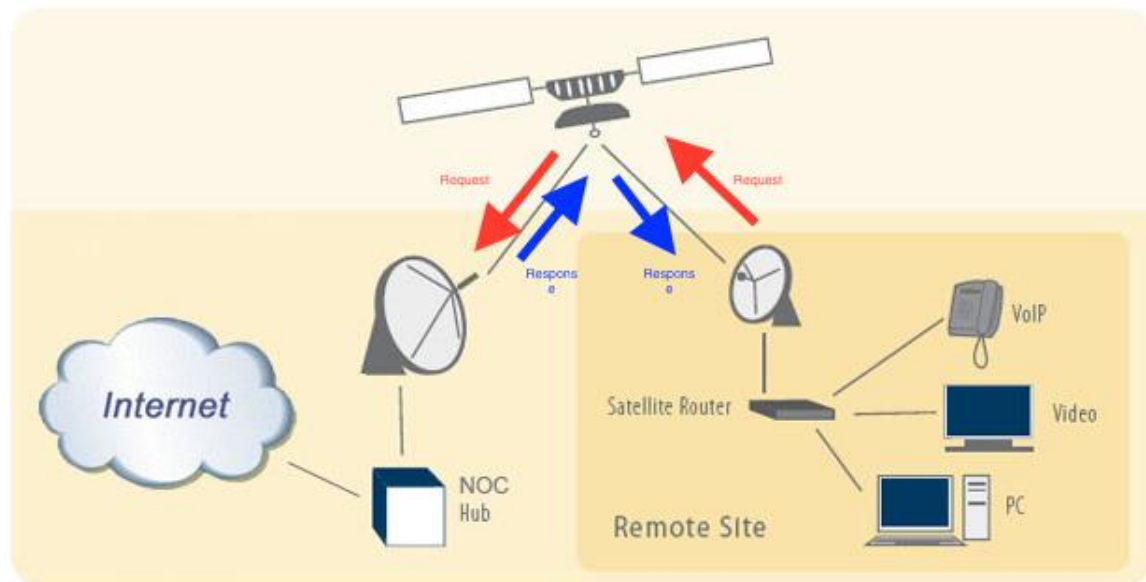 Request
Request
Respons
e
Respons
e
Internet
VoIP
Satellite Router
Video
NOC
Hub
PC
Remote Site